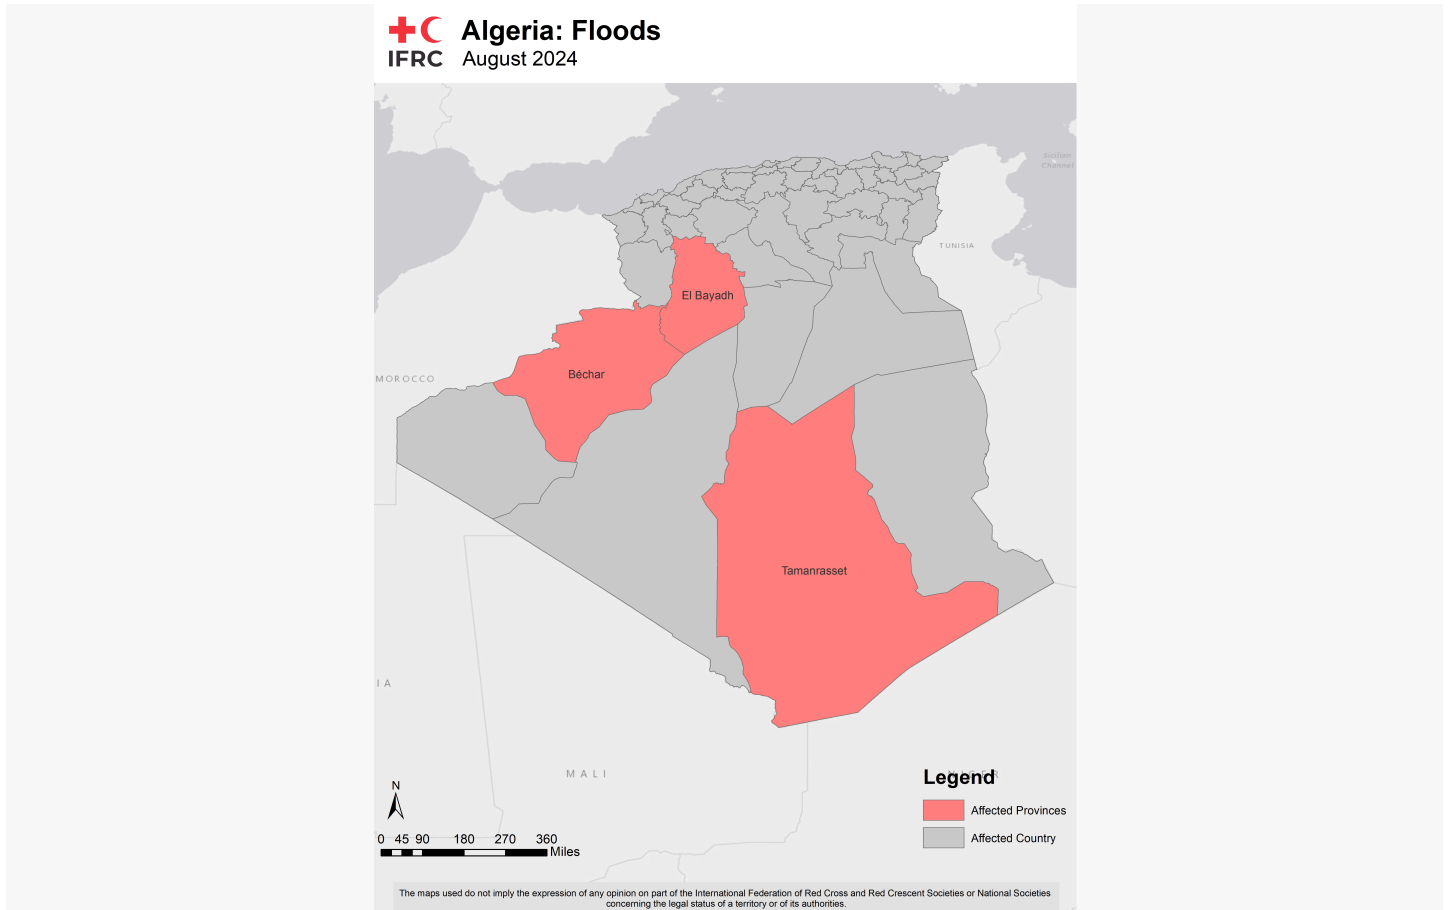 IFRC
Algeria: Floods
August 2024
Sicilian
Channel
TUNISIA
El Bayadh
MOROCCO
Béchar
Tamanrasset
IA
MALI
NIGER
Legend
Affected Provinces
Affected Country
N
0 45 90 180 270 360
Miles
The maps used do not imply the expression of any opinion on part of the International Federation of Red Cross and Red Crescent Societies or National Societies
concerning the legal status of a territory or of its authorities.